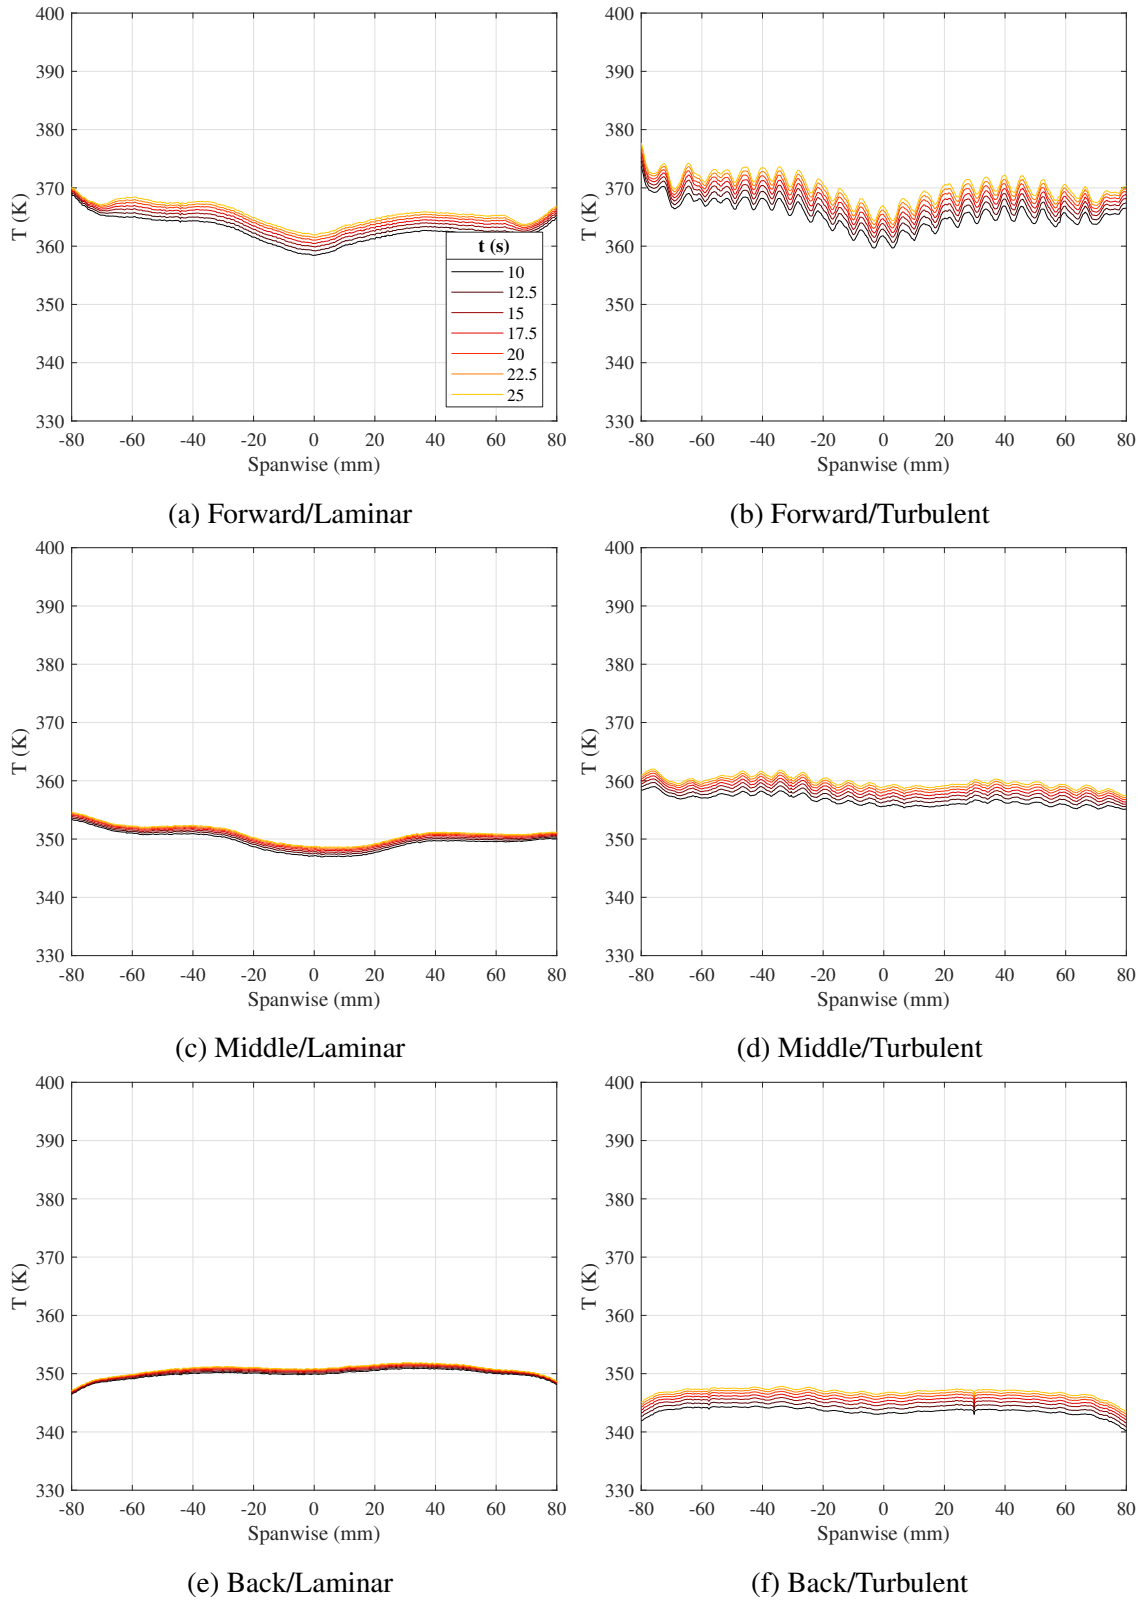 400
390
380
370
360
350
340
330
T (K)
-80 -60 -40 -20 0 20 40 60 80
Spanwise (mm)
t (s)
10
12.5
15
17.5
20
22.5
25
(a) Forward/Laminar
400
390
380
370
360
350
340
330
T (K)
-80 -60 -40 -20 0 20 40 60 80
Spanwise (mm)
(b) Forward/Turbulent
400
390
380
370
360
350
340
330
T (K)
-80 -60 -40 -20 0 20 40 60 80
Spanwise (mm)
(c) Middle/Laminar
400
390
380
370
360
350
340
330
T (K)
-80 -60 -40 -20 0 20 40 60 80
Spanwise (mm)
(d) Middle/Turbulent
400
390
380
370
360
350
340
330
T (K)
-80 -60 -40 -20 0 20 40 60 80
Spanwise (mm)
(e) Back/Laminar
400
390
380
370
360
350
340
330
T (K)
-80 -60 -40 -20 0 20 40 60 80
Spanwise (mm)
(f) Back/Turbulent